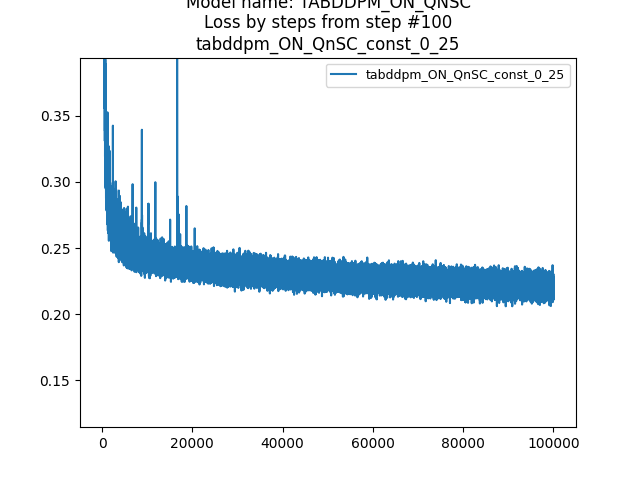 Model name: TABDDPM_ON_QNSC
Loss by steps from step #100
tabddpm_ON_QnSC_const_0_25
tabddpm_ON_QnSC_const_0_25
0.35
0.30
0.25
0.20
0.15
0 20000 40000 60000 80000 100000